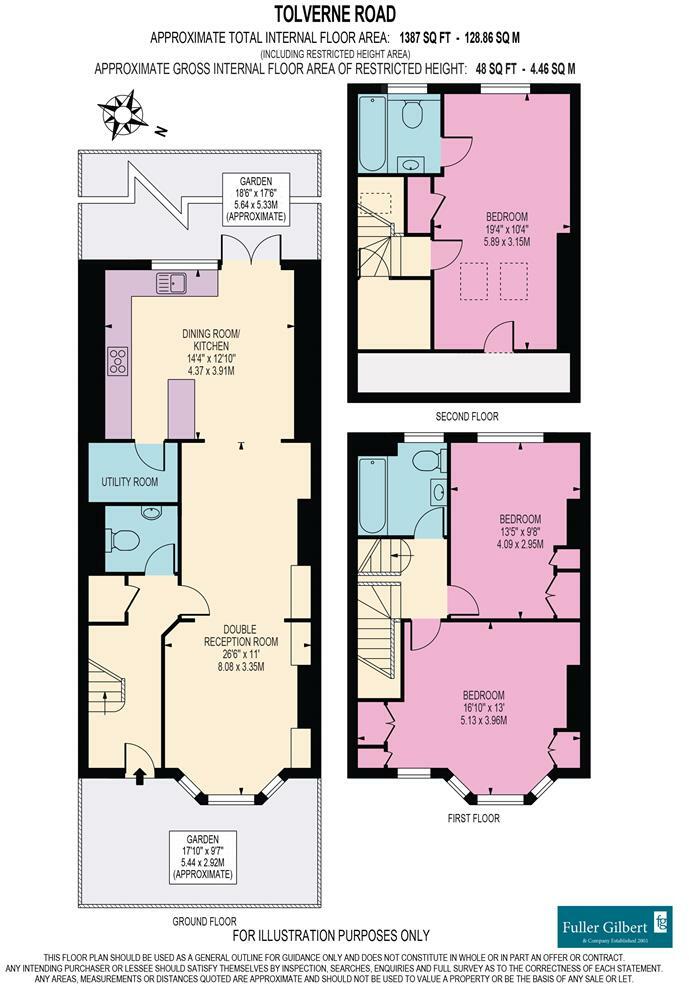 TOLVERNE ROAD
APPROXIMATE TOTAL INTERNAL FLOOR AREA: 1387 SQ FT - 128.86 SQ M
(INCLUDING RESTRICTED HEIGHT AREA)
APPROXIMATE GROSS INTERNAL FLOOR AREA OF RESTRICTED HEIGHT: 48 SQ FT - 4.46 SQ M
N
GARDEN
18'6" x 17'6"
5.64 x 5.33M
(APPROXIMATE)
DINING ROOM/
KITCHEN
14'4" x 12'10"
4.37 x 3.91M
UTILITY ROOM
DOUBLE
RECEPTION ROOM
26'6" x 11'
8.08 x 3.35M
GARDEN
17'10" x 9'7"
5.44 x 2.92M
(APPROXIMATE)
GROUND FLOOR
BEDROOM
19'4" x 10'4"
5.89 x 3.15M
SECOND FLOOR
BEDROOM
13'5" x 9'8"
4.09 x 2.95M
BEDROOM
16'10" x 13'
5.13 x 3.96M
FIRST FLOOR
FOR ILLUSTRATION PURPOSES ONLY
Fuller Gilbert
& Company Established 2001
fg
THIS FLOOR PLAN SHOULD BE USED AS A GENERAL OUTLINE FOR GUIDANCE ONLY AND DOES NOT CONSTITUTE IN WHOLE OR IN PART AN OFFER OR CONTRACT.
ANY INTENDING PURCHASER OR LESSEE SHOULD SATISFY THEMSELVES BY INSPECTION, SEARCHES, ENQUIRIES AND FULL SURVEY AS TO THE CORRECTNESS OF EACH STATEMENT.
ANY AREAS, MEASUREMENTS OR DISTANCES QUOTED ARE APPROXIMATE AND SHOULD NOT BE USED TO VALUE A PROPERTY OR BE THE BASIS OF ANY SALE OR LET.